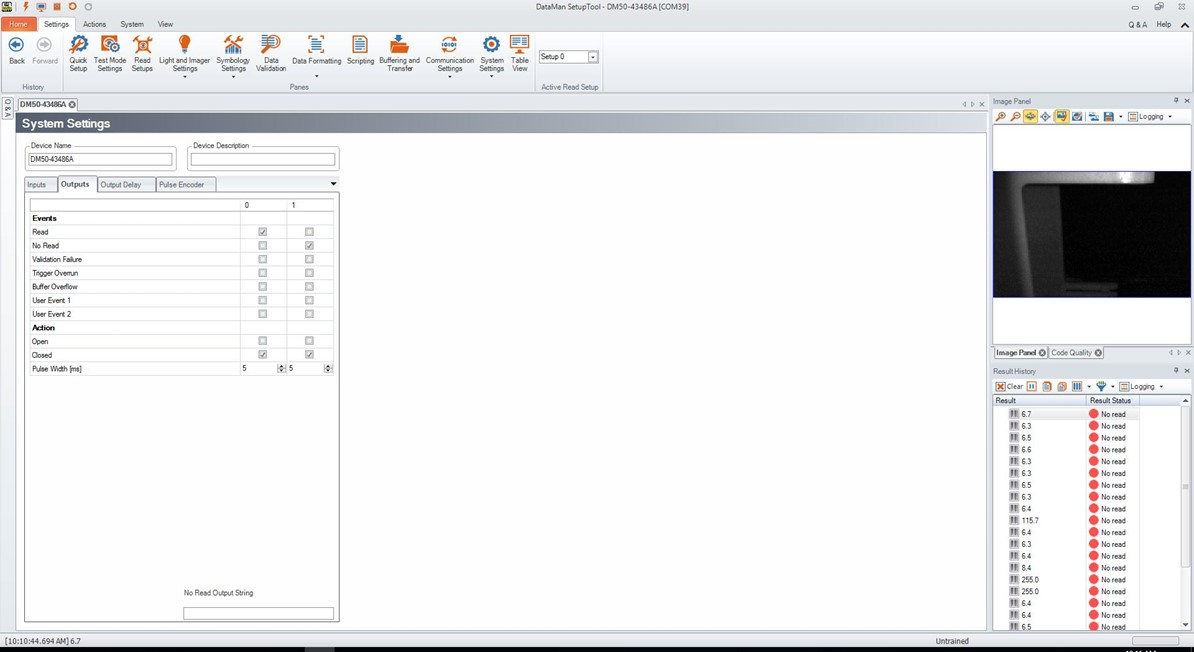 DataMan SetupTool - DM50-43486A [COM39]
Home Settings Actions System View Q & A Help
Back Forward Quick Setup Test Mode Settings Read Setups Light and Imager Settings Symbology Settings Data Validation Data Formatting Scripting Buffering and Transfer Communication Settings System Settings Table View Setup 0
History Panes Active Read Setup
Q & A
DM50-43486A
System Settings
Device Name Device Description
DM50-43486A
Inputs Outputs Output Delay Pulse Encoder
0 1
Events
Read
No Read
Validation Failure
Trigger Overrun
Buffer Overflow
User Event 1
User Event 2
Action
Open
Closed
Pulse Width [ms] 5 5
No Read Output String
Image Panel
Logging
Image Panel Code Quality
Result History
Clear Logging
Result Result Status
6.7 No read
6.3 No read
6.5 No read
6.6 No read
6.3 No read
6.3 No read
6.5 No read
6.3 No read
6.4 No read
115.7 No read
6.4 No read
6.3 No read
6.4 No read
8.4 No read
255.0 No read
255.0 No read
6.4 No read
6.4 No read
6.5 No read
[10:10:44.694 AM] 6.7 Untrained